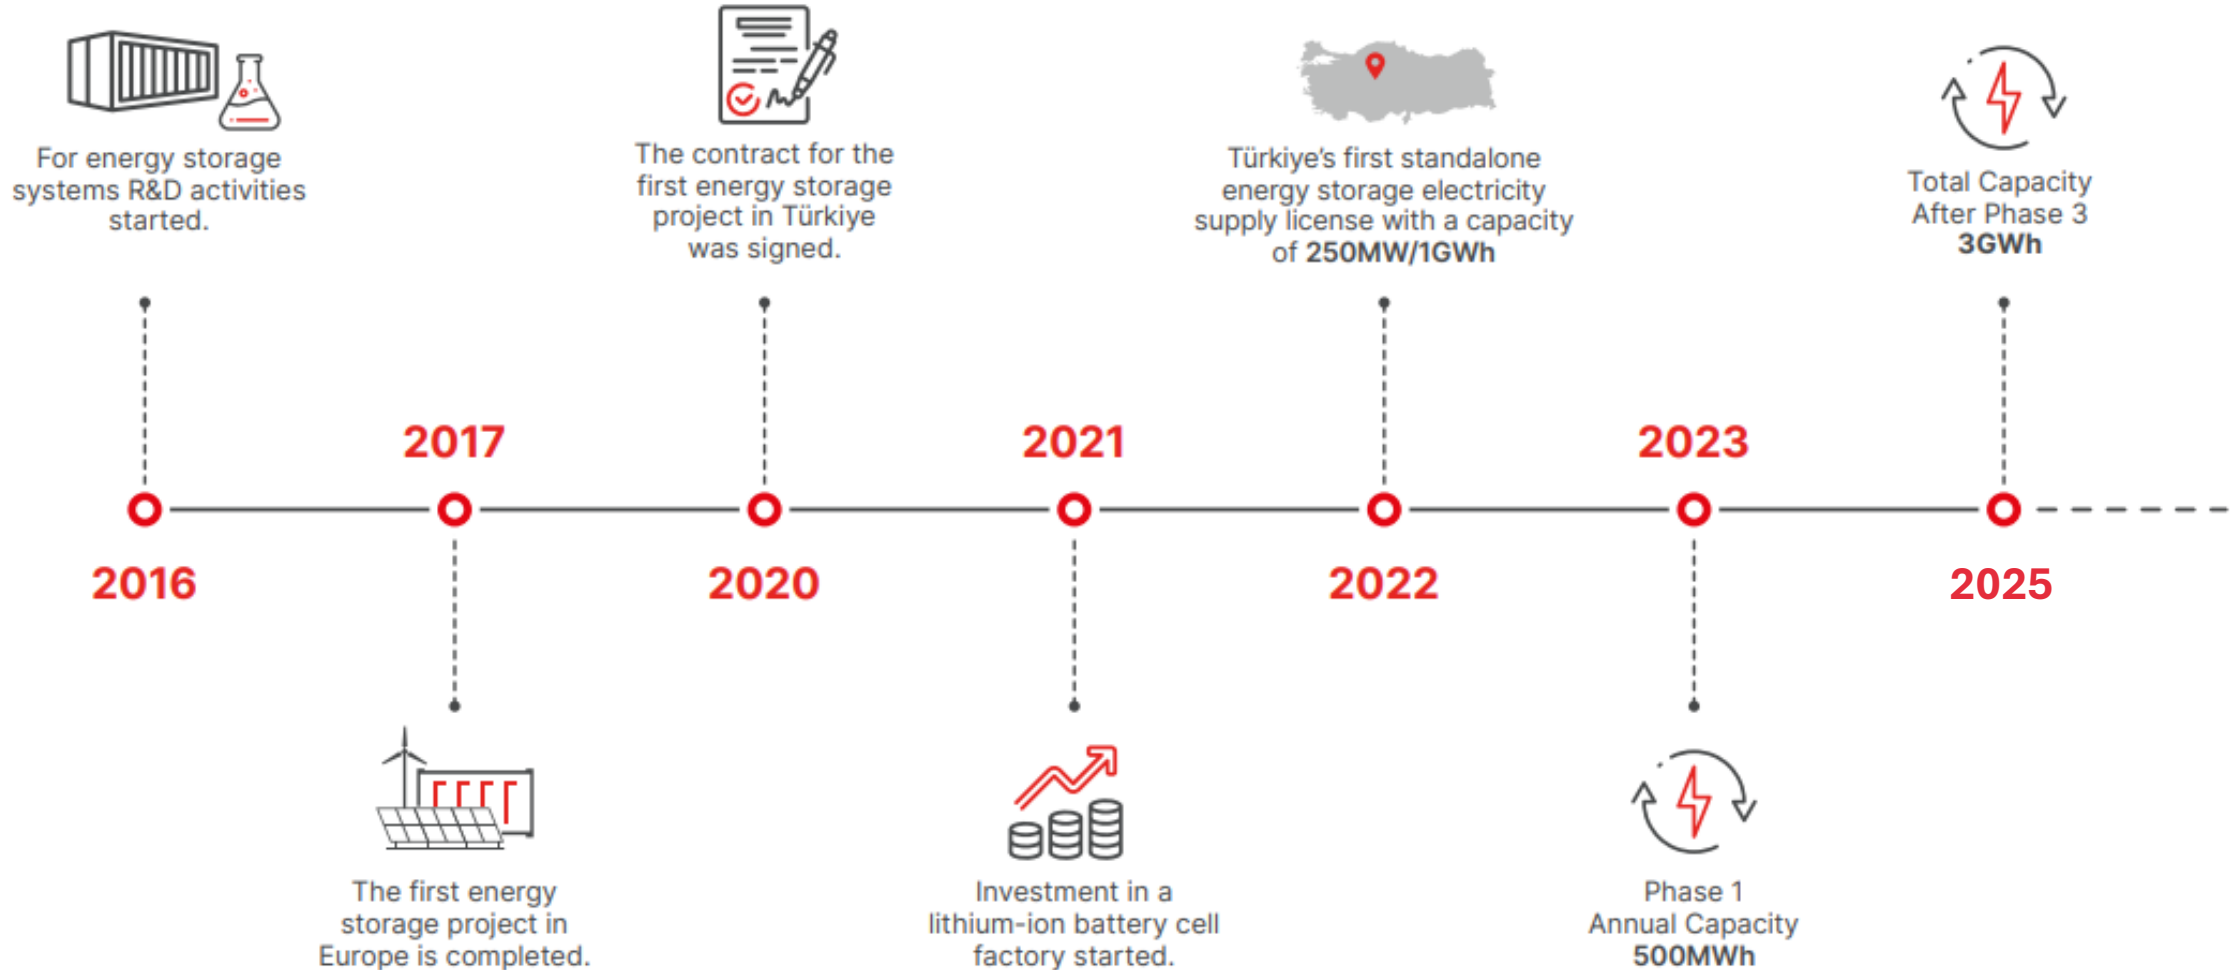 For energy storage
systems R&D activities
started.
2016
2017
The first energy
storage project in
Europe is completed.
The contract for the
first energy storage
project in Türkiye
was signed.
2020
2021
Investment in a
lithium-ion battery cell
factory started.
Türkiye's first standalone
energy storage electricity
supply license with a capacity
of 250MW/1GWh
2022
2023
Phase 1
Annual Capacity
500MWh
Total Capacity
After Phase 3
3GWh
2025